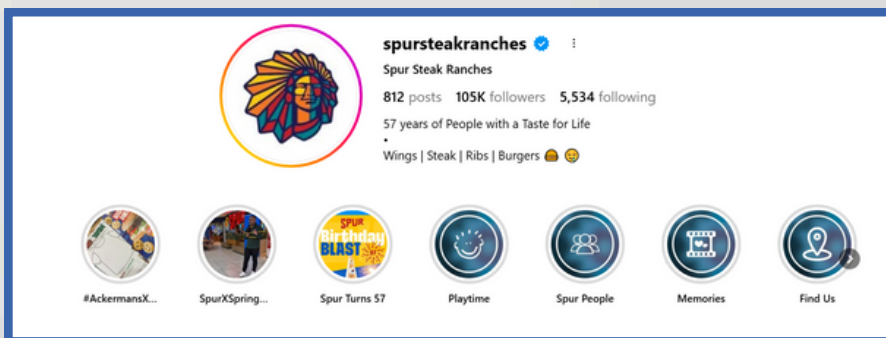 spursteakranches
Spur Steak Ranches
812 posts 105K followers 5,534 following
57 years of People with a Taste for Life
•
Wings | Steak | Ribs | Burgers 🍔 🤤
SPUR
Birthday
BLAST
#AckermansX...
SpurXSpring...
Spur Turns 57
Playtime
Spur People
Memories
Find Us